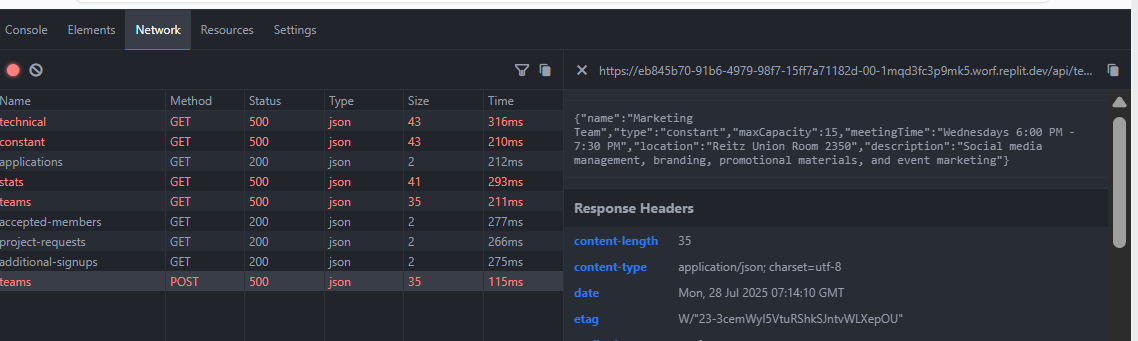 Console Elements Network Resources Settings
https://eb845b70-91b6-4979-98f7-15ff7a71182d-00-1mqd3fc3p9mk5.worf.replit.dev/api/te...
Name Method Status Type Size Time
technical GET 500 json 43 316ms
constant GET 500 json 43 210ms
applications GET 200 json 2 212ms
stats GET 500 json 41 293ms
teams GET 500 json 35 211ms
accepted-members GET 200 json 2 277ms
project-requests GET 200 json 2 266ms
additional-signups GET 200 json 2 275ms
teams POST 500 json 35 115ms
{"name":"Marketing
Team","type":"constant","maxCapacity":15,"meetingTime":"Wednesdays 6:00 PM -
7:30 PM","location":"Reitz Union Room 2350","description":"Social media
management, branding, promotional materials, and event marketing"}
Response Headers
content-length 35
content-type application/json; charset=utf-8
date Mon, 28 Jul 2025 07:14:10 GMT
etag W/"23-3cemWyl5VtuRShkSJntvWLXepOU"